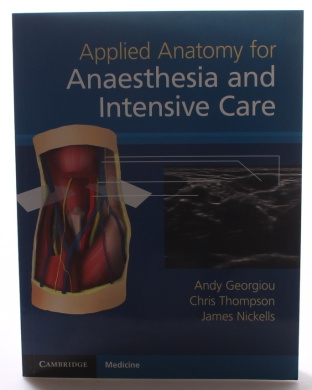 Applied Anatomy for
Anaesthesia and
Intensive Care
Andy Georgiou
Chris Thompson
James Nickells
CAMBRIDGE Medicine